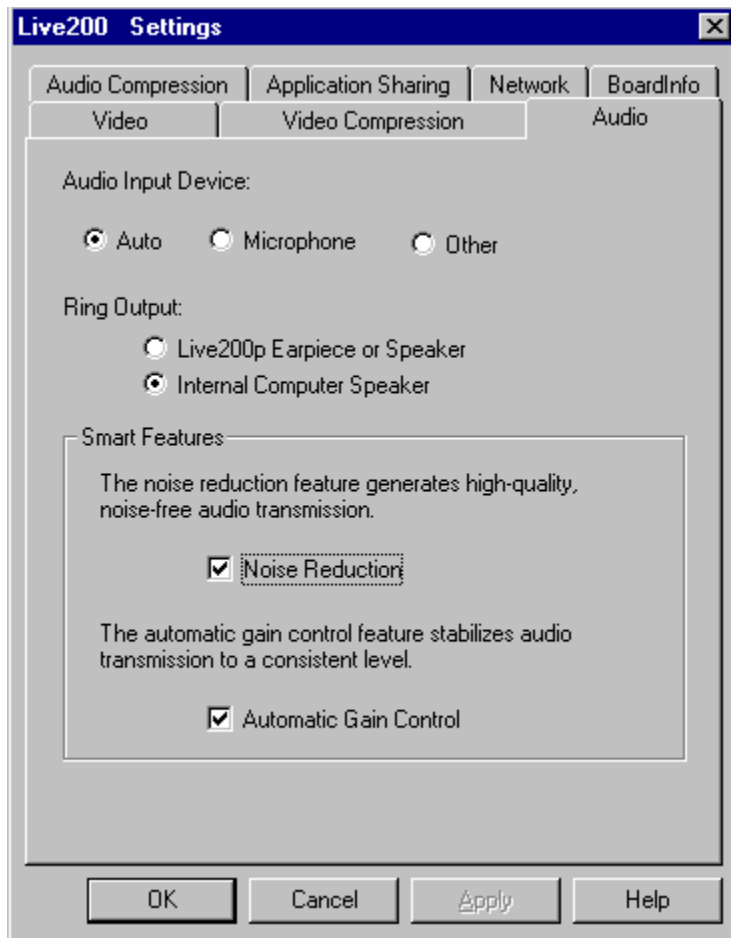 Live200 Settings
Audio Compression Application Sharing Network BoardInfo
Video Video Compression Audio
Audio Input Device:
Auto Microphone Other
Ring Output:
Live200p Earpiece or Speaker
Internal Computer Speaker
Smart Features
The noise reduction feature generates high-quality,
noise-free audio transmission.
Noise Reduction
The automatic gain control feature stabilizes audio
transmission to a consistent level.
Automatic Gain Control
OK Cancel Apply Help